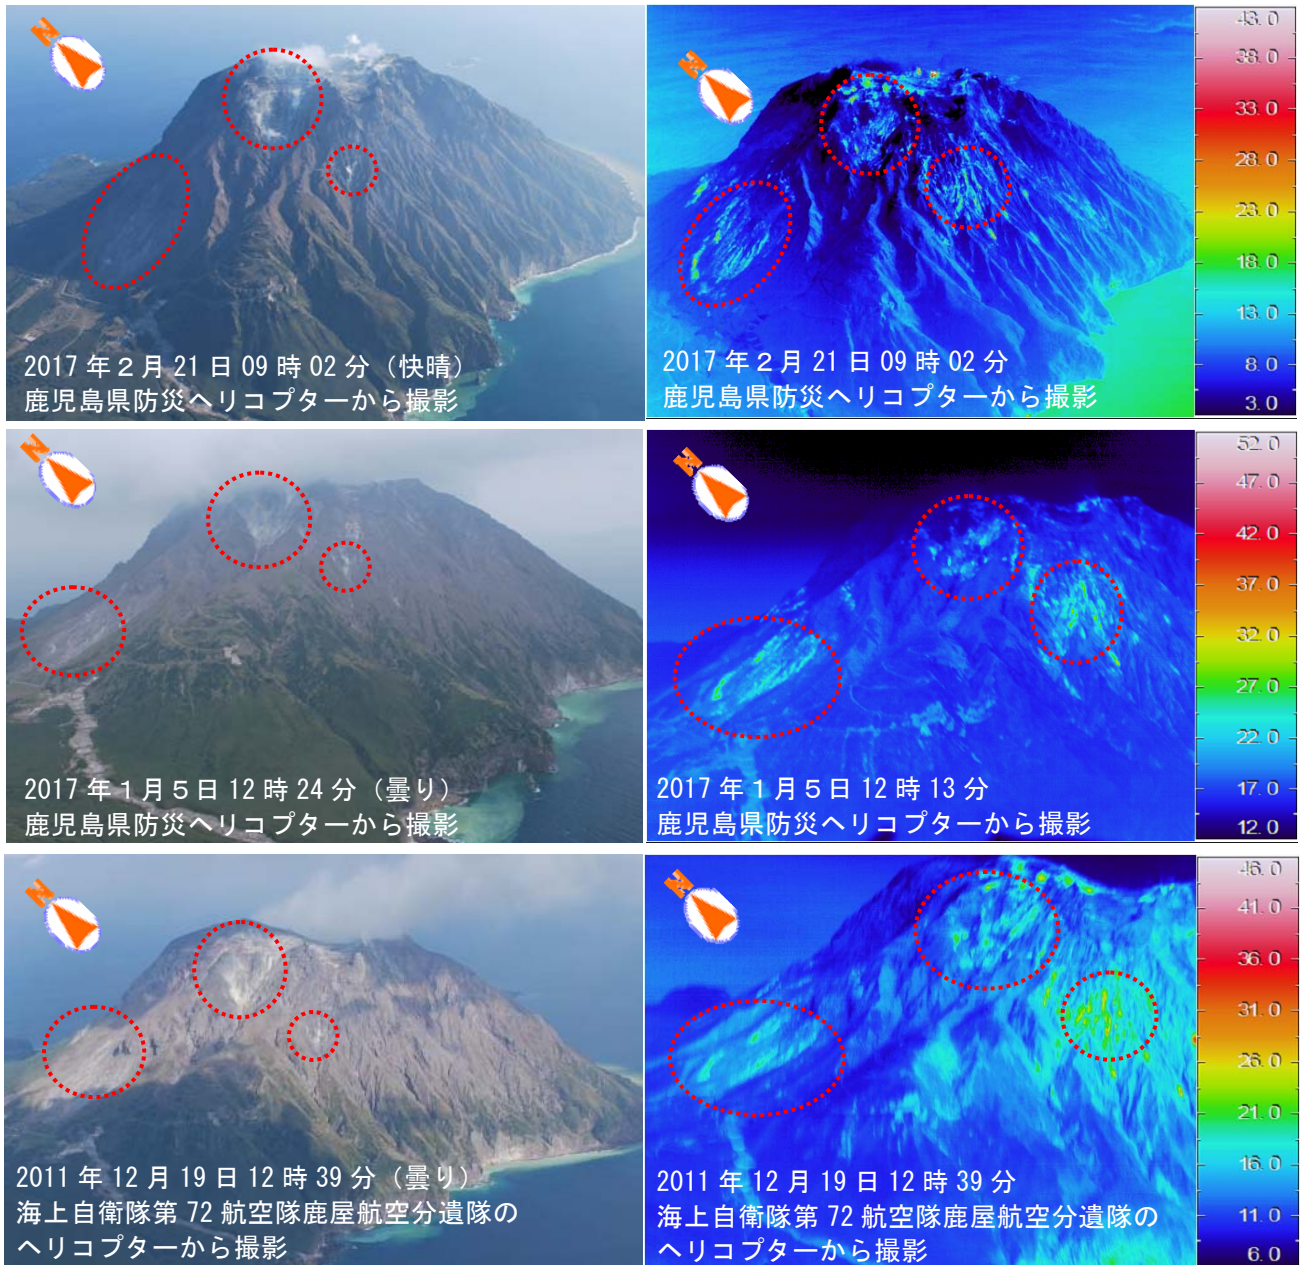 N
2017 年２月 21 日 09 時 02 分（快晴）
鹿児島県防災ヘリコプターから撮影
N
2017 年２月 21 日 09 時 02 分
鹿児島県防災ヘリコプターから撮影
43.0
38.0
33.0
28.0
23.0
18.0
13.0
8.0
3.0
N
2017 年１月５日 12 時 24 分（曇り）
鹿児島県防災ヘリコプターから撮影
N
2017 年１月５日 12 時 13 分
鹿児島県防災ヘリコプターから撮影
52.0
47.0
42.0
37.0
32.0
27.0
22.0
17.0
12.0
N
2011 年 12 月 19 日 12 時 39 分（曇り）
海上自衛隊第 72 航空隊鹿屋航空分遣隊の
ヘリコプターから撮影
N
2011 年 12 月 19 日 12 時 39 分
海上自衛隊第 72 航空隊鹿屋航空分遣隊の
ヘリコプターから撮影
46.0
41.0
36.0
31.0
26.0
21.0
16.0
11.0
6.0